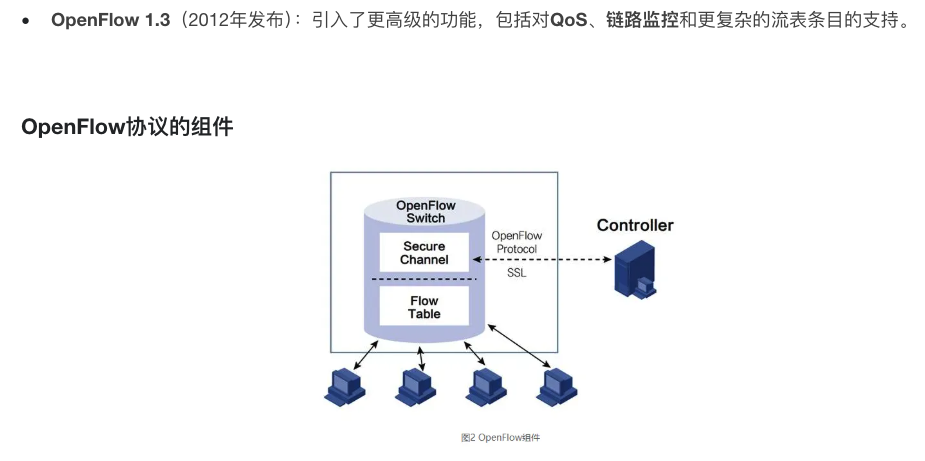 • OpenFlow 1.3（2012年发布）：引入了更高级的功能，包括对QoS、链路监控和更复杂的流表条目的支持。
OpenFlow协议的组件
OpenFlow
Switch
Secure
Channel
Flow
Table
OpenFlow
Protocol
SSL
Controller
图2 OpenFlow组件